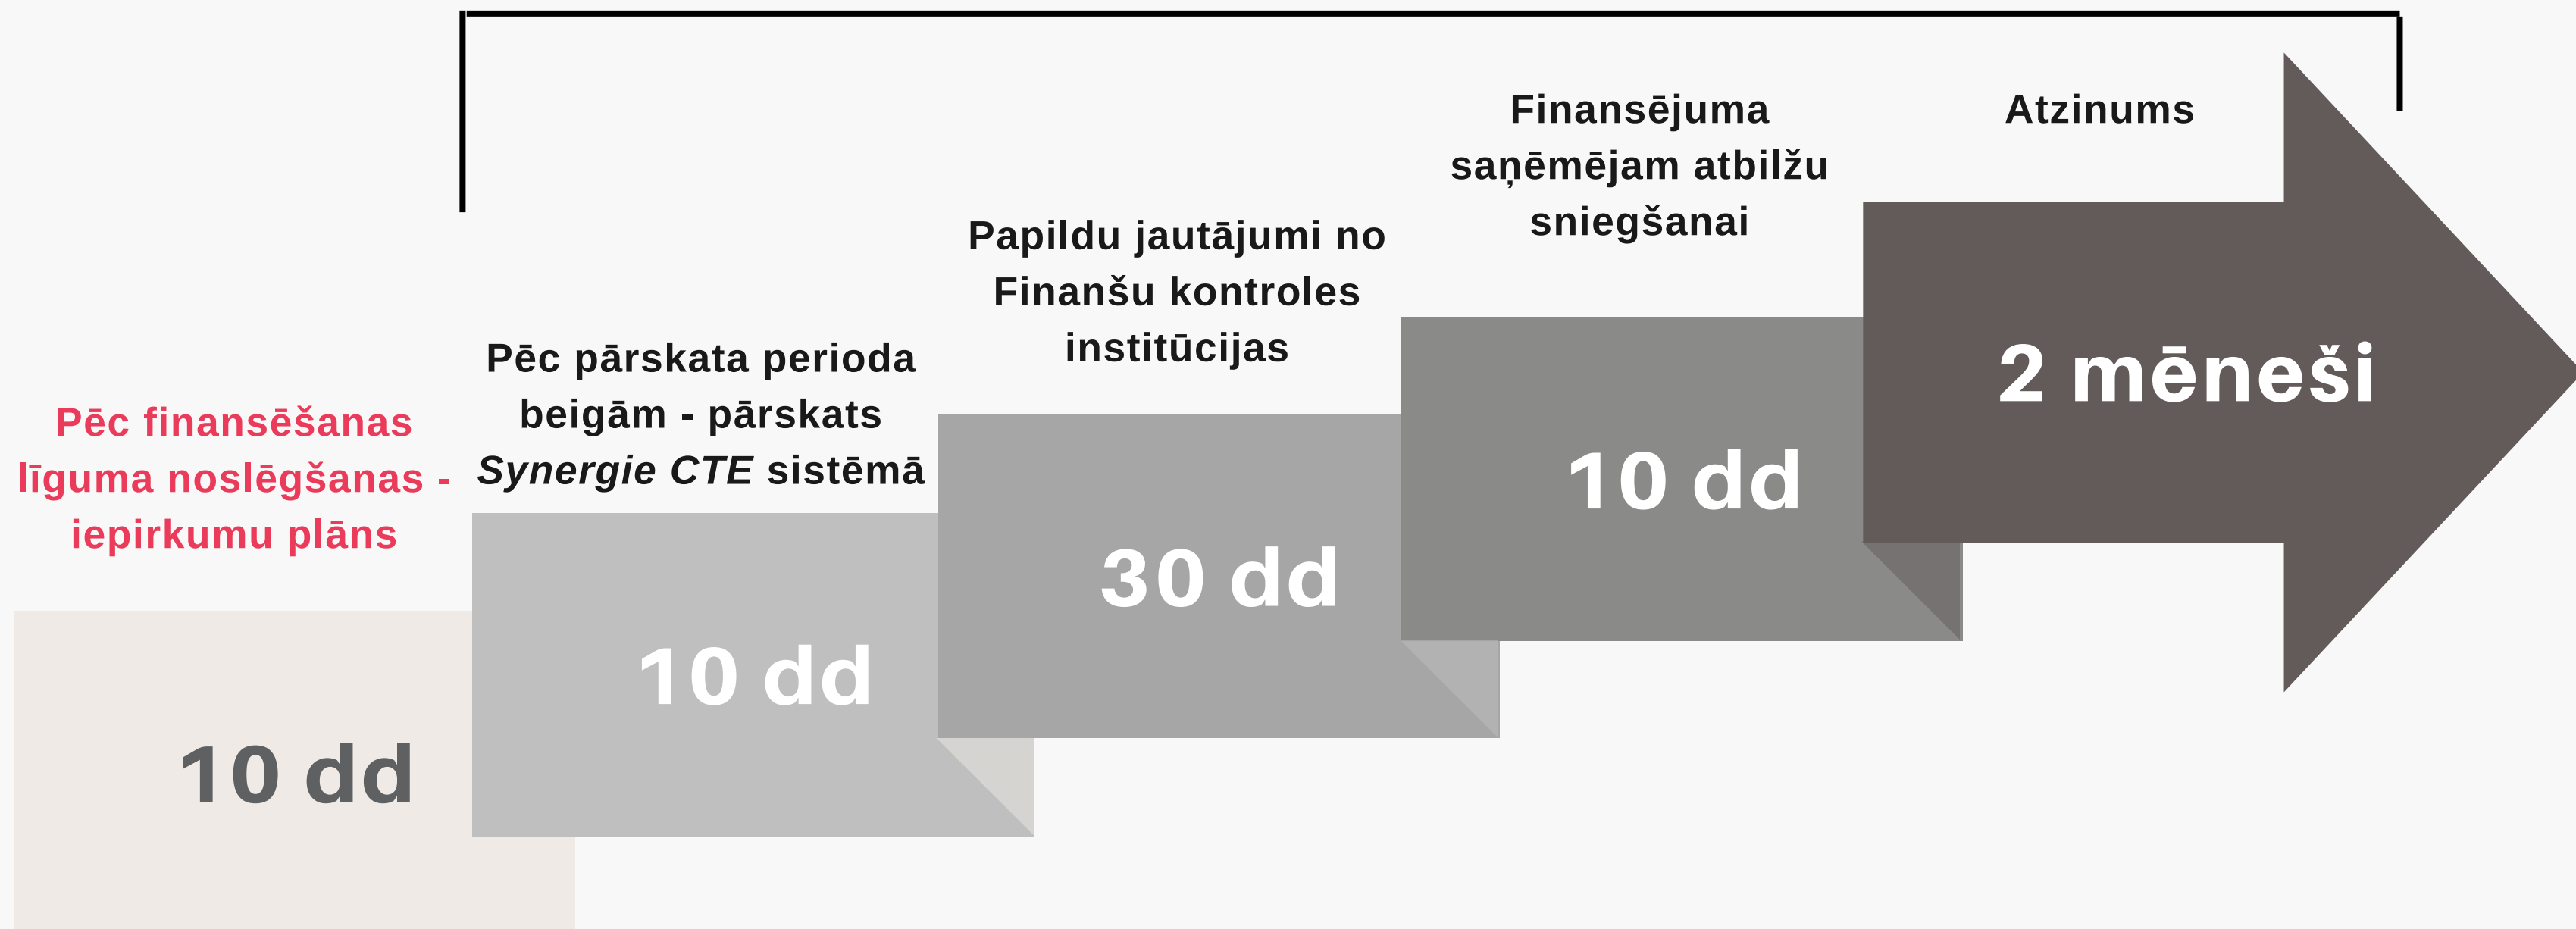 Pēc finansēšanas
līguma noslēgšanas -
iepirkumu plāns
10 dd
Pēc pārskata perioda
beigām - pārskats
Synergie CTE sistēmā
10 dd
Papildu jautājumi no
Finanšu kontroles
institūcijas
30 dd
Finansējuma
saņēmējam atbilžu
sniegšanai
10 dd
Atzinums
2 mēneši